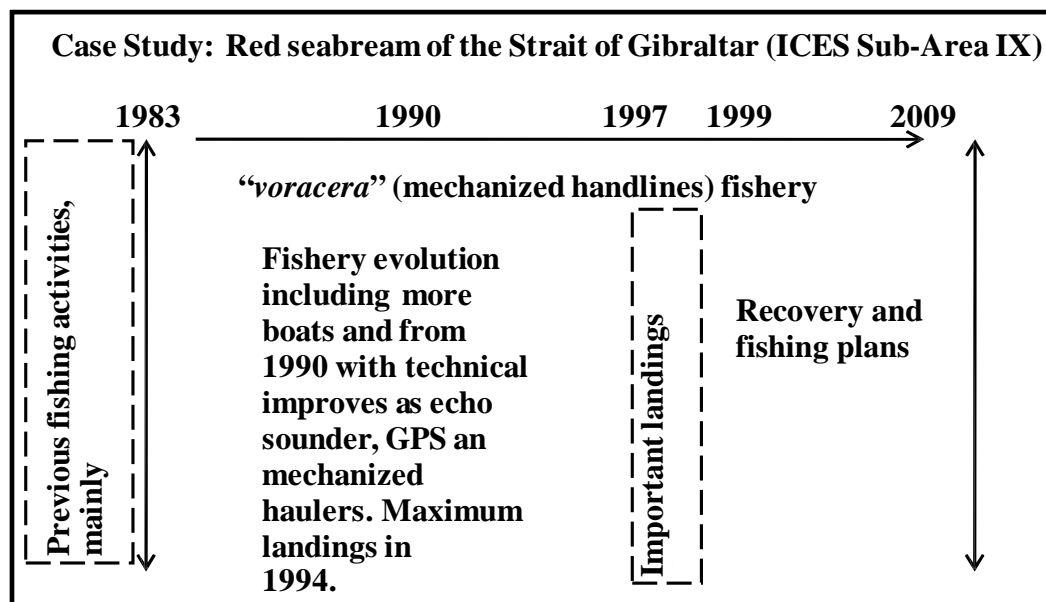 Case Study: Red seabream of the Strait of Gibraltar (ICES Sub-Area IX)
1983 1990 1997 1999 2009
“voracera” (mechanized handlines) fishery
Previous fishing activities,
mainly
Fishery evolution
including more
boats and from
1990 with technical
improves as echo
sounder, GPS an
mechanized
haulers. Maximum
landings in
1994.
Important landings
Recovery and
fishing plans